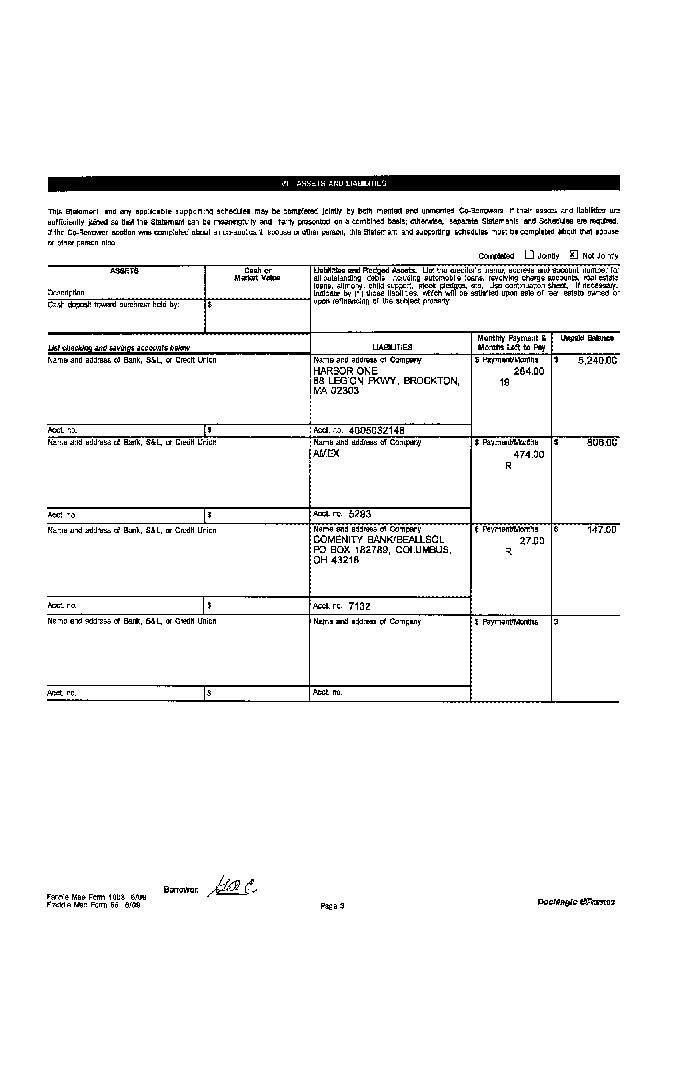 VI. ASSETS AND LIABILITIES
This Statement and any applicable supporting schedules may be completed jointly by both married and unmarried Co-Borrowers if their assets and liabilities are
sufficiently joined so that the Statement can be meaningfully and fairly presented on a combined basis; otherwise, separate Statements and Schedules are required.
If the Co-Borrower section was completed about a non-applicant spouse or other person, this Statement and supporting schedules must be completed about that spouse
or other person also.
Completed ☐ Jointly ☒ Not Jointly
ASSETS
Cash or
Market Value
Description
Cash deposit toward purchase held by:
$
Liabilities and Pledged Assets. List the creditor's name, address and account number for
all outstanding debts, including automobile loans, revolving charge accounts, real estate
loans, alimony, child support, stock pledges, etc. Use continuation sheet, if necessary.
Indicate by (*) those liabilities, which will be satisfied upon sale of real estate owned or
upon refinancing of the subject property.
List checking and savings accounts below
LIABILITIES
Monthly Payment &
Months Left to Pay
Unpaid Balance
Name and address of Bank, S&L, or Credit Union
Name and address of Company
$ Payment/Months
$ 5,240.00
HARBOR ONE
264.00
68 LEGION PKWY, BROCKTON,
19
MA 02303
Acct. no.
$
Acct. no. 4005032148
Name and address of Bank, S&L, or Credit Union
Name and address of Company
$ Payment/Months
$ 806.00
AMEX
474.00
R
Acct. no.
$
Acct. no. 5283
Name and address of Bank, S&L, or Credit Union
Name and address of Company
$ Payment/Months
$ 147.00
COMENITY BANK/BEALLSGL
27.00
PO BOX 182789, COLUMBUS,
R
OH 43218
Acct. no.
$
Acct. no. 7132
Name and address of Bank, S&L, or Credit Union
Name and address of Company
$ Payment/Months
$
Acct. no.
$
Acct. no.
Borrower:
Fannie Mae Form 1003 6/09
Freddie Mac Form 65 6/09
Page 3
DocMagic eForms